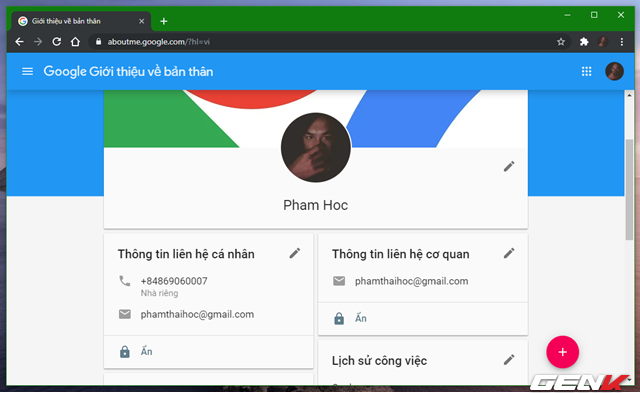 Giới thiệu về bản thân
aboutme.google.com/?hl=vi
Google Giới thiệu về bản thân
Pham Hoc
Thông tin liên hệ cá nhân
+84869060007
Nhà riêng
phamthaihoc@gmail.com
Ẩn
Thông tin liên hệ cơ quan
phamthaihoc@gmail.com
Ẩn
Lịch sử công việc
GENK